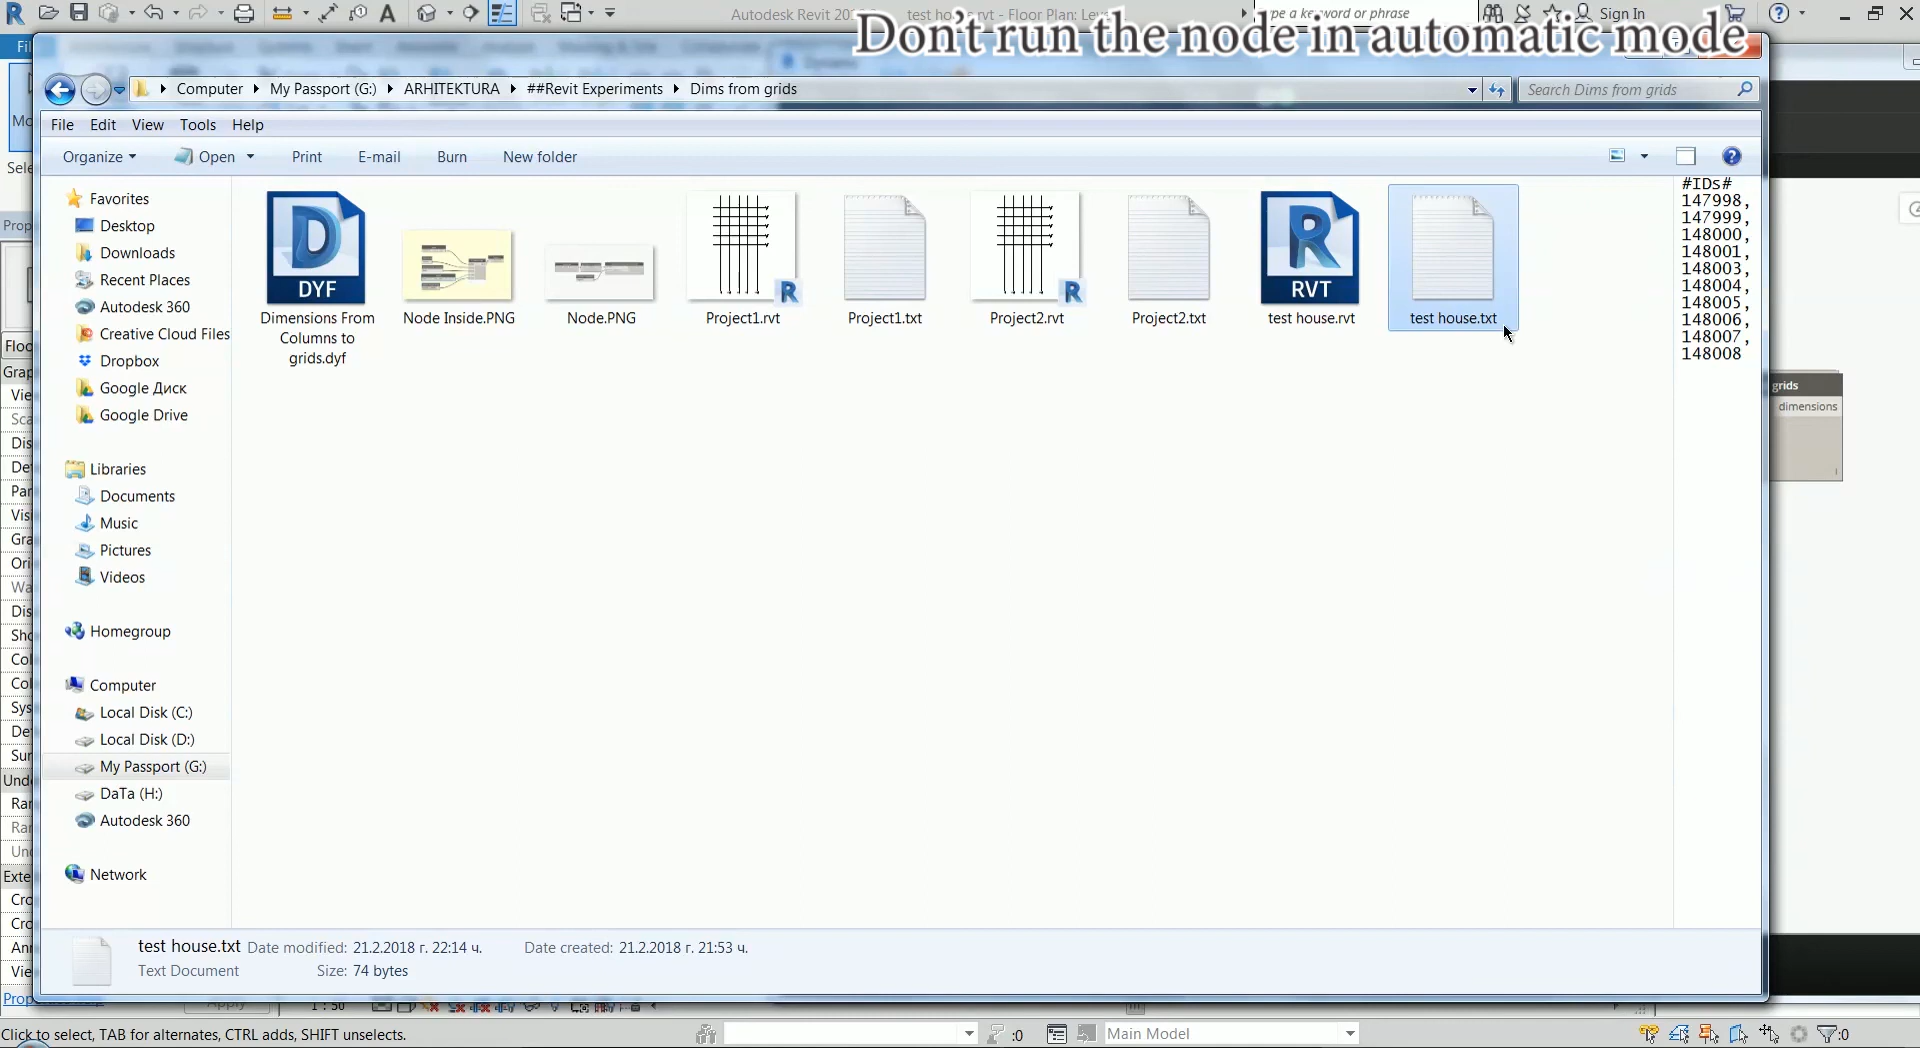 Autodesk Revit 20
test house.rvt - Floor Plan: Lev
Type a keyword or phrase
Sign In
Don't run the node in automatic mode
Computer
My Passport (G:)
ARHITEKTURA
##Revit Experiments
Dims from grids
Search Dims from grids
File
Edit
View
Tools
Help
Organize
Open
Print
E-mail
Burn
New folder
Favorites
Desktop
Downloads
Recent Places
Autodesk 360
Creative Cloud Files
Dropbox
Google Диск
Google Drive
Libraries
Documents
Music
Pictures
Videos
Homegroup
Computer
Local Disk (C:)
Local Disk (D:)
My Passport (G:)
DaTa (H:)
Autodesk 360
Network
DYF
Dimensions From
Columns to
grids.dyf
Node Inside.PNG
Node.PNG
R
Project1.rvt
Project1.txt
R
Project2.rvt
Project2.txt
R
RVT
test house.rvt
test house.txt
#IDs#
147998,
147999,
148000,
148001,
148003,
148004,
148005,
148006,
148007,
148008
grids
dimensions
test house.txt
Date modified: 21.2.2018 г. 22:14 ч.
Date created: 21.2.2018 г. 21:53 ч.
Text Document
Size: 74 bytes
Apply
1 : 50
Click to select, TAB for alternates, CTRL adds, SHIFT unselects.
:0
Main Model
:0